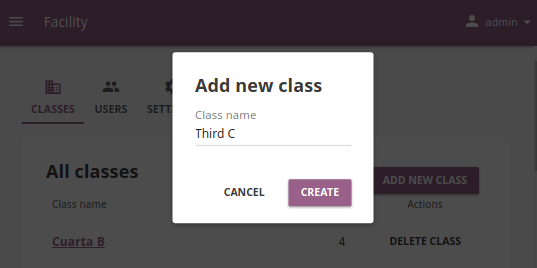 Facility
admin
CLASSES
USERS
SETT
Add new class
Class name
Third C
CANCEL
CREATE
All classes
ADD NEW CLASS
Class name
Actions
Cuarta B
4
DELETE CLASS